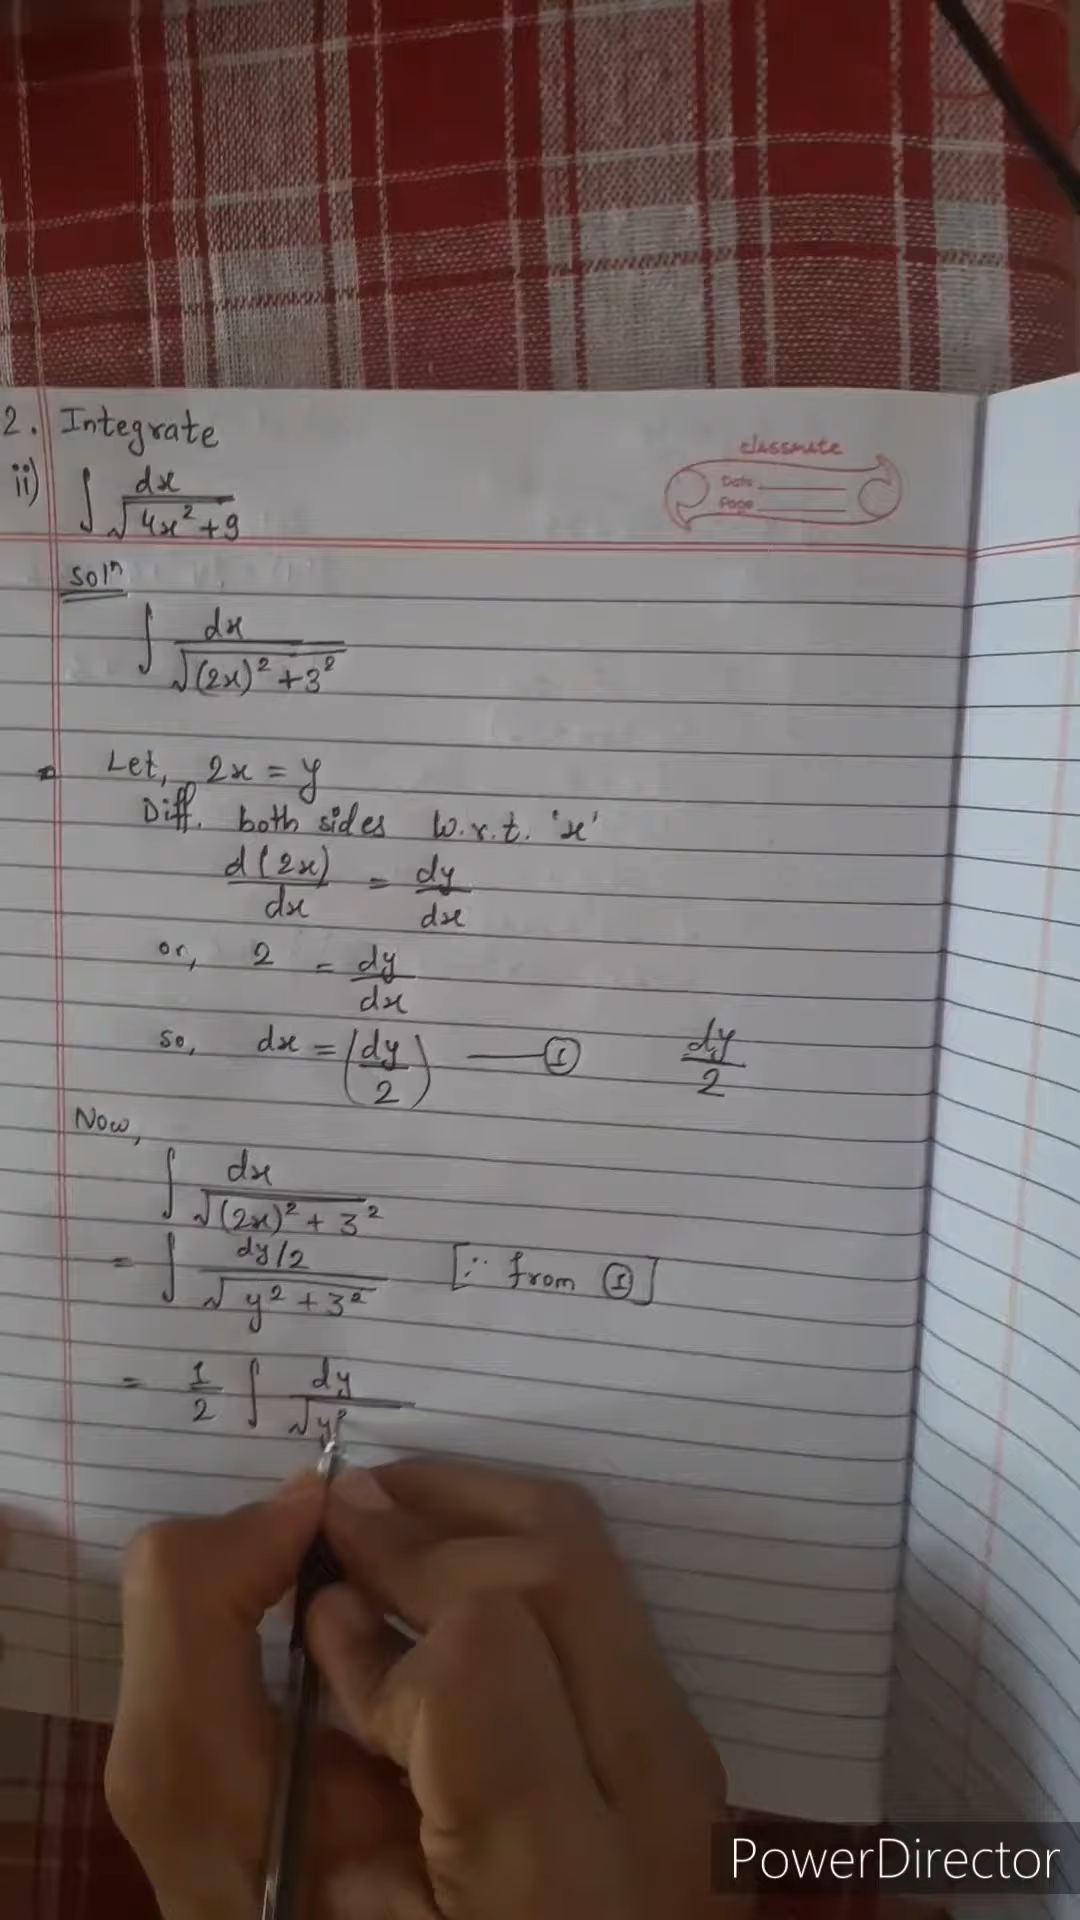 2. Integrate
ii) ∫ dx / √4x² + 9
classmate
Date
Page
Solⁿ
∫ dx / √(2x)² + 3²
Let, 2x = y
Diff. both sides w.r.t. 'x'
d(2x)/dx = dy/dx
or, 2 = dy/dx
so, dx = (dy/2) —— ① dy/2
Now,
∫ dx / √(2x)² + 3²
= ∫ dy/2 / √y² + 3² [∵ from ①]
= 1/2 ∫ dy / √y²
PowerDirector